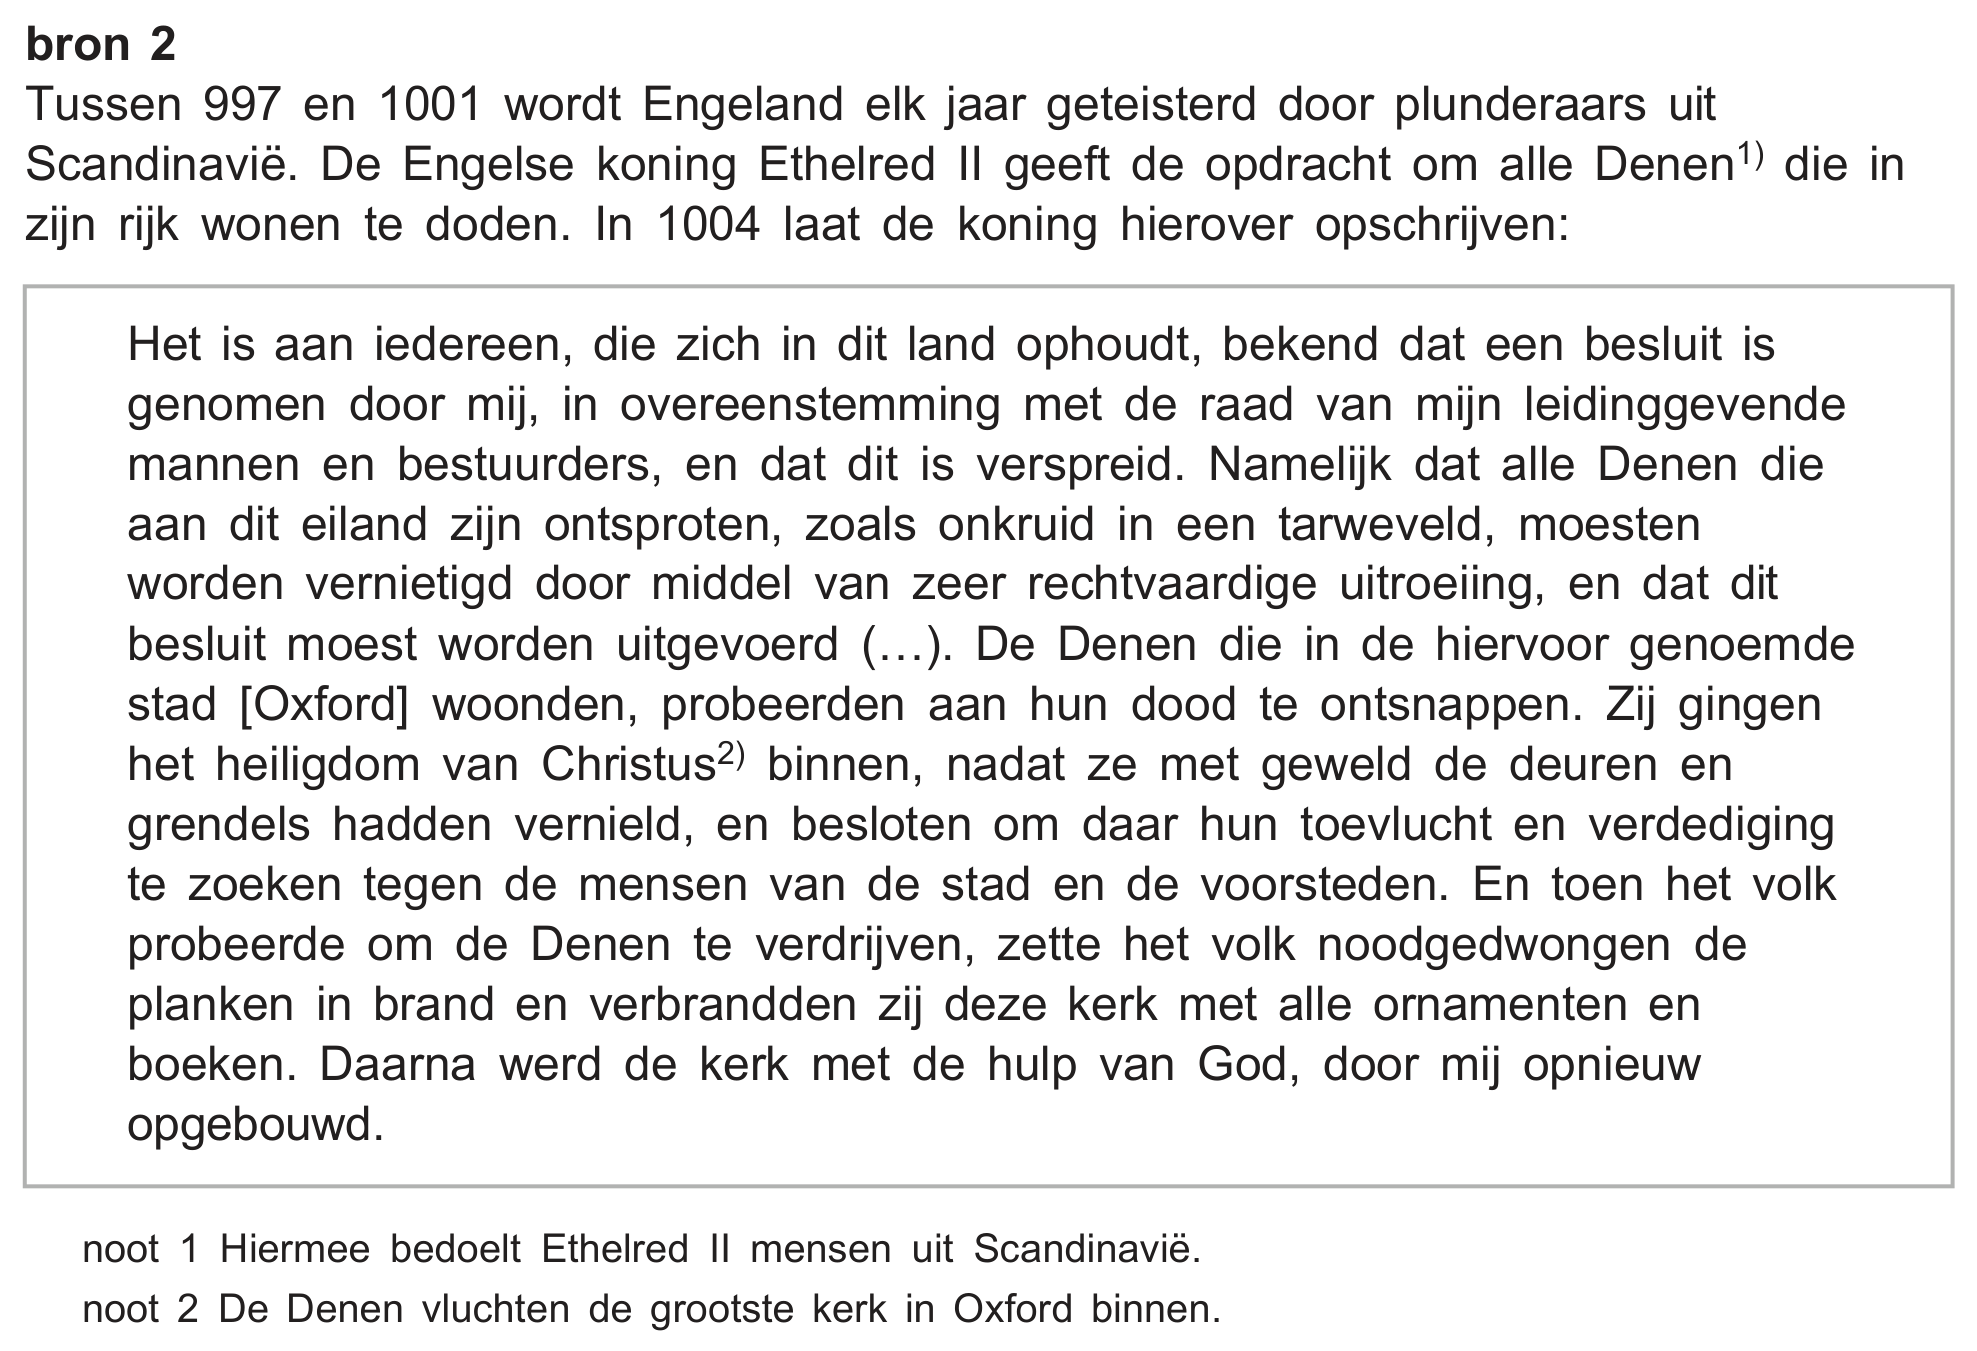 bron 2
Tussen 997 en 1001 wordt Engeland elk jaar geteisterd door plunderaars uit
Scandinavië. De Engelse koning Ethelred II geeft de opdracht om alle Denen1) die in
zijn rijk wonen te doden. In 1004 laat de koning hierover opschrijven:
Het is aan iedereen, die zich in dit land ophoudt, bekend dat een besluit is
genomen door mij, in overeenstemming met de raad van mijn leidinggevende
mannen en bestuurders, en dat dit is verspreid. Namelijk dat alle Denen die
aan dit eiland zijn ontsproten, zoals onkruid in een tarweveld, moesten
worden vernietigd door middel van zeer rechtvaardige uitroeiing, en dat dit
besluit moest worden uitgevoerd (…). De Denen die in de hiervoor genoemde
stad [Oxford] woonden, probeerden aan hun dood te ontsnappen. Zij gingen
het heiligdom van Christus2) binnen, nadat ze met geweld de deuren en
grendels hadden vernield, en besloten om daar hun toevlucht en verdediging
te zoeken tegen de mensen van de stad en de voorsteden. En toen het volk
probeerde om de Denen te verdrijven, zette het volk noodgedwongen de
planken in brand en verbrandden zij deze kerk met alle ornamenten en
boeken. Daarna werd de kerk met de hulp van God, door mij opnieuw
opgebouwd.
noot 1 Hiermee bedoelt Ethelred II mensen uit Scandinavië.
noot 2 De Denen vluchten de grootste kerk in Oxford binnen.